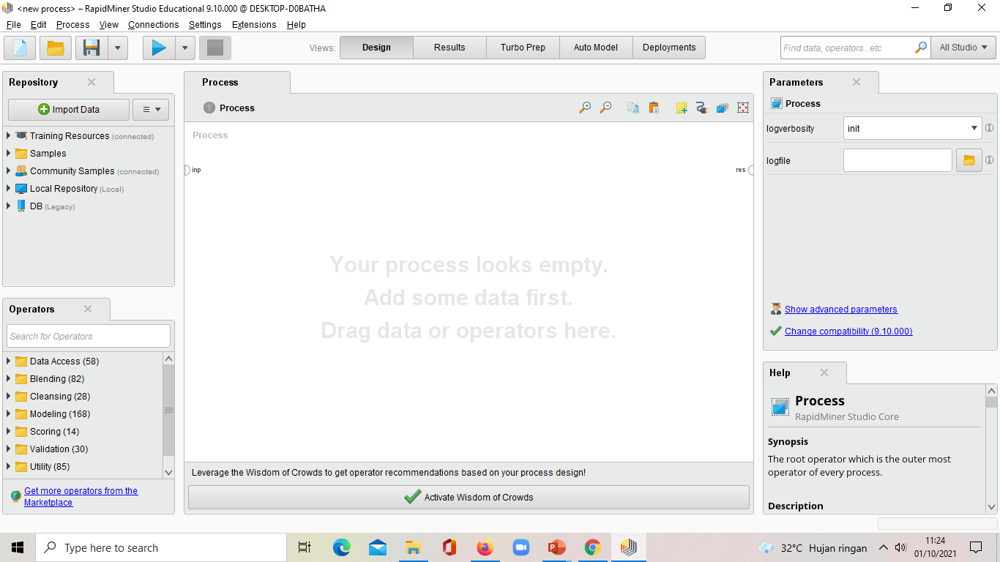 <new process> – RapidMiner Studio Educational 9.10.000 @ DESKTOP-D0BATHA
File Edit Process View Connections Settings Extensions Help
Views: Design Results Turbo Prep Auto Model Deployments
Find data, operators...etc
All Studio
Repository
Import Data
Training Resources (connected)
Samples
Community Samples (connected)
Local Repository (Local)
DB (Legacy)
Operators
Search for Operators
Data Access (58)
Blending (82)
Cleansing (28)
Modeling (168)
Scoring (14)
Validation (30)
Utility (85)
Get more operators from the
Marketplace
Process
Process
Process
inp
res
Your process looks empty.
Add some data first.
Drag data or operators here.
Leverage the Wisdom of Crowds to get operator recommendations based on your process design!
Activate Wisdom of Crowds
Parameters
Process
logverbosity
init
logfile
Show advanced parameters
Change compatibility (9.10.000)
Help
Process
RapidMiner Studio Core
Synopsis
The root operator which is the outer most
operator of every process.
Description
Type here to search
32°C Hujan ringan
11:24
01/10/2021